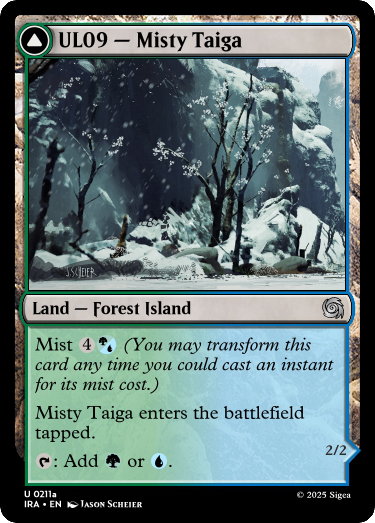 UL09 — Misty Taiga
J.SCHEIER
Land — Forest Island
Mist 4 (You may transform this
card any time you could cast an instant
for its mist cost.)
Misty Taiga enters the battlefield
tapped.
: Add or .
2/2
U 0211a
IRA • EN Jason Scheier
© 2025 Sigea